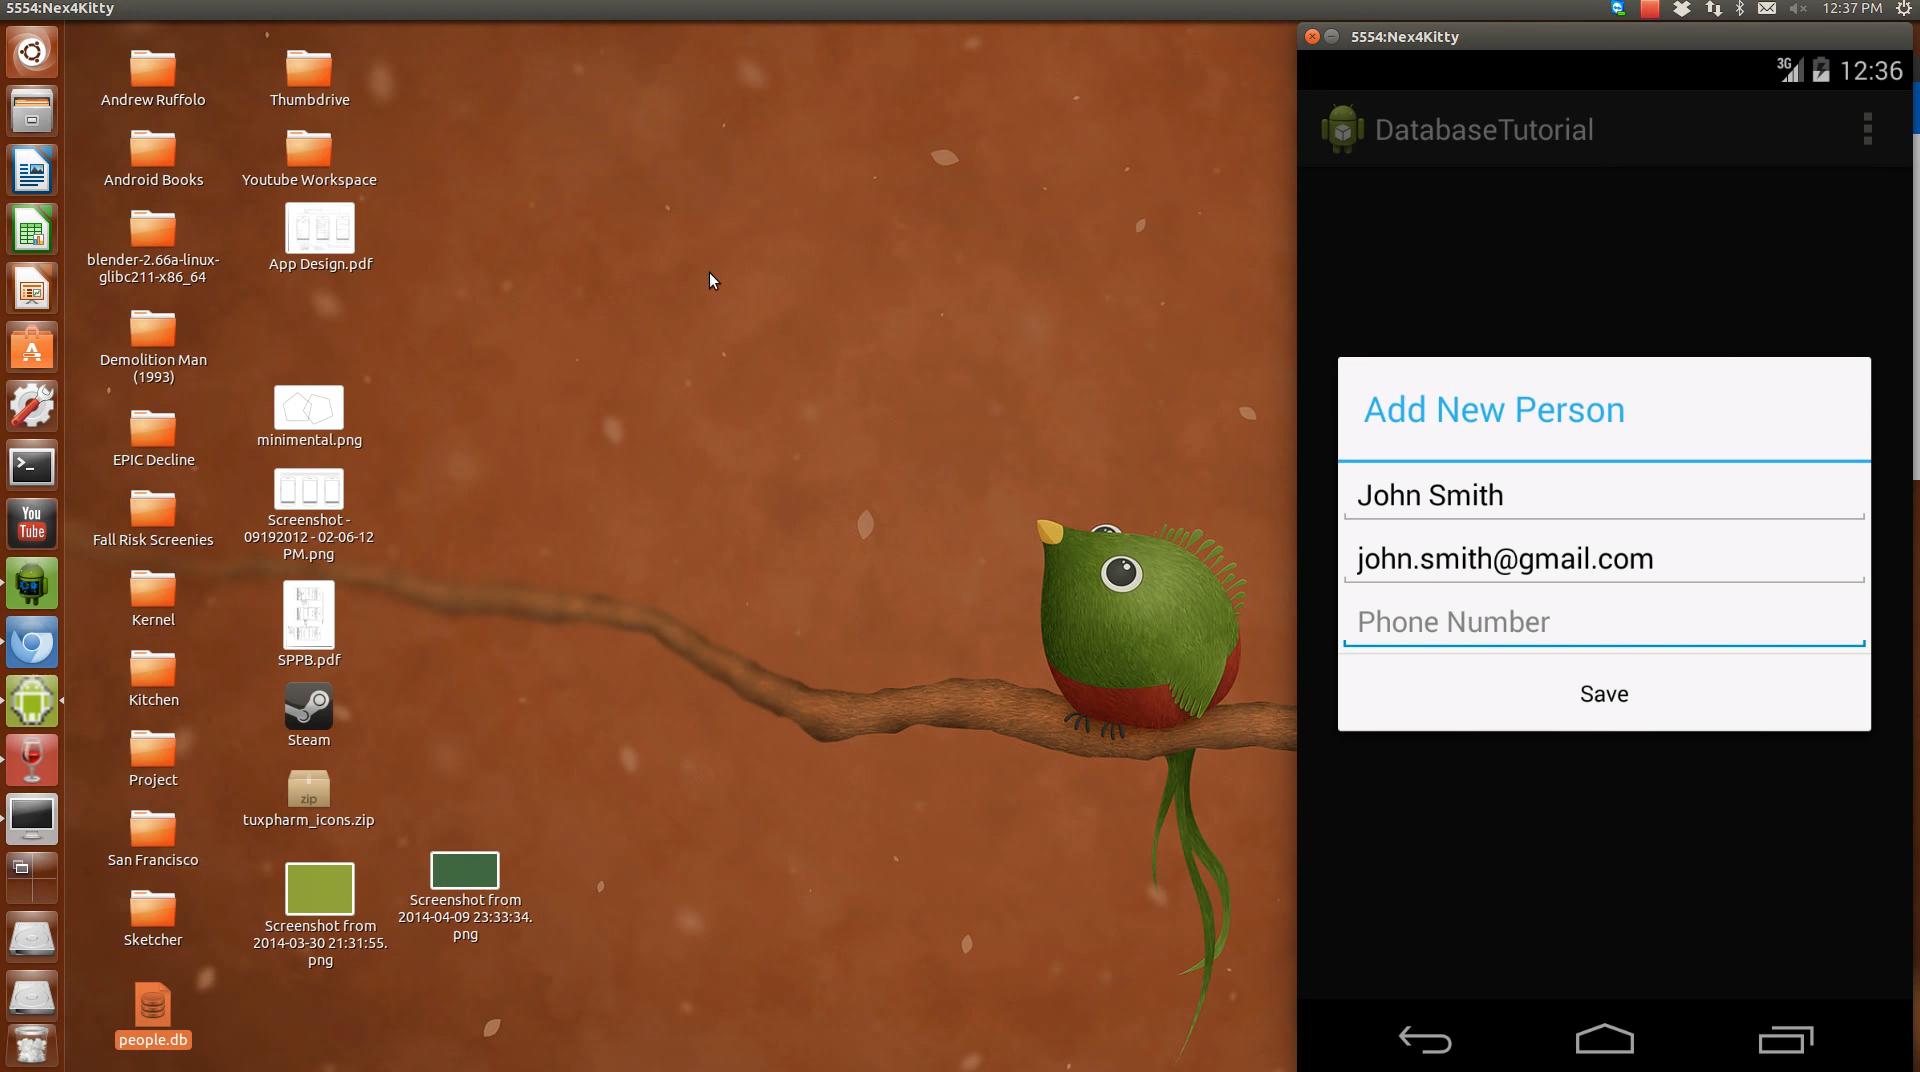 5554:Nex4Kitty
12:37 PM
Andrew Ruffolo
Thumbdrive
Android Books
Youtube Workspace
blender-2.66a-linux-
glibc211-x86_64
App Design.pdf
Demolition Man
(1993)
minimental.png
EPIC Decline
Screenshot -
09192012 - 02-06-12
PM.png
Fall Risk Screenies
Kernel
SPPB.pdf
Kitchen
Steam
Project
zip
tuxpharm_icons.zip
San Francisco
Screenshot from
2014-03-30 21:31:55.
png
Screenshot from
2014-04-09 23:33:34.
png
Sketcher
people.db
You
Tube
5554:Nex4Kitty
3G
12:36
DatabaseTutorial
Add New Person
John Smith
john.smith@gmail.com
Phone Number
Save